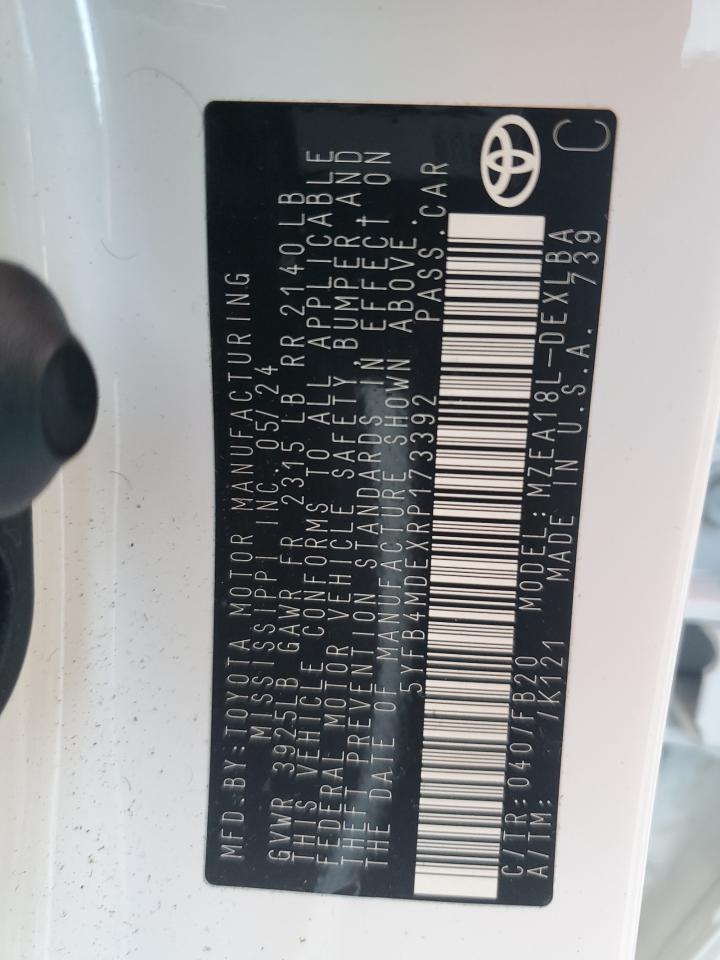 MFD.BY:TOYOTA MOTOR MANUFACTURING
MISSISSIPPI INC. 05/24
GVWR 3925LB GAWR FR 2315 LB RR 2140LB
THIS VEHICLE CONFORMS TO ALL APPLICABLE
FEDERAL MOTOR VEHICLE SAFETY, BUMPER AND
THEFT PREVENTION STANDARDS IN EFFECT ON
THE DATE OF MANUFACTURE SHOWN ABOVE.
5YFB4MDEXRP173392 PASS.CAR
C/TR:040/FB20 MODEL:MZEA18L-DEXLBA
A/TM: /K121 MADE IN U.S.A. 739
C